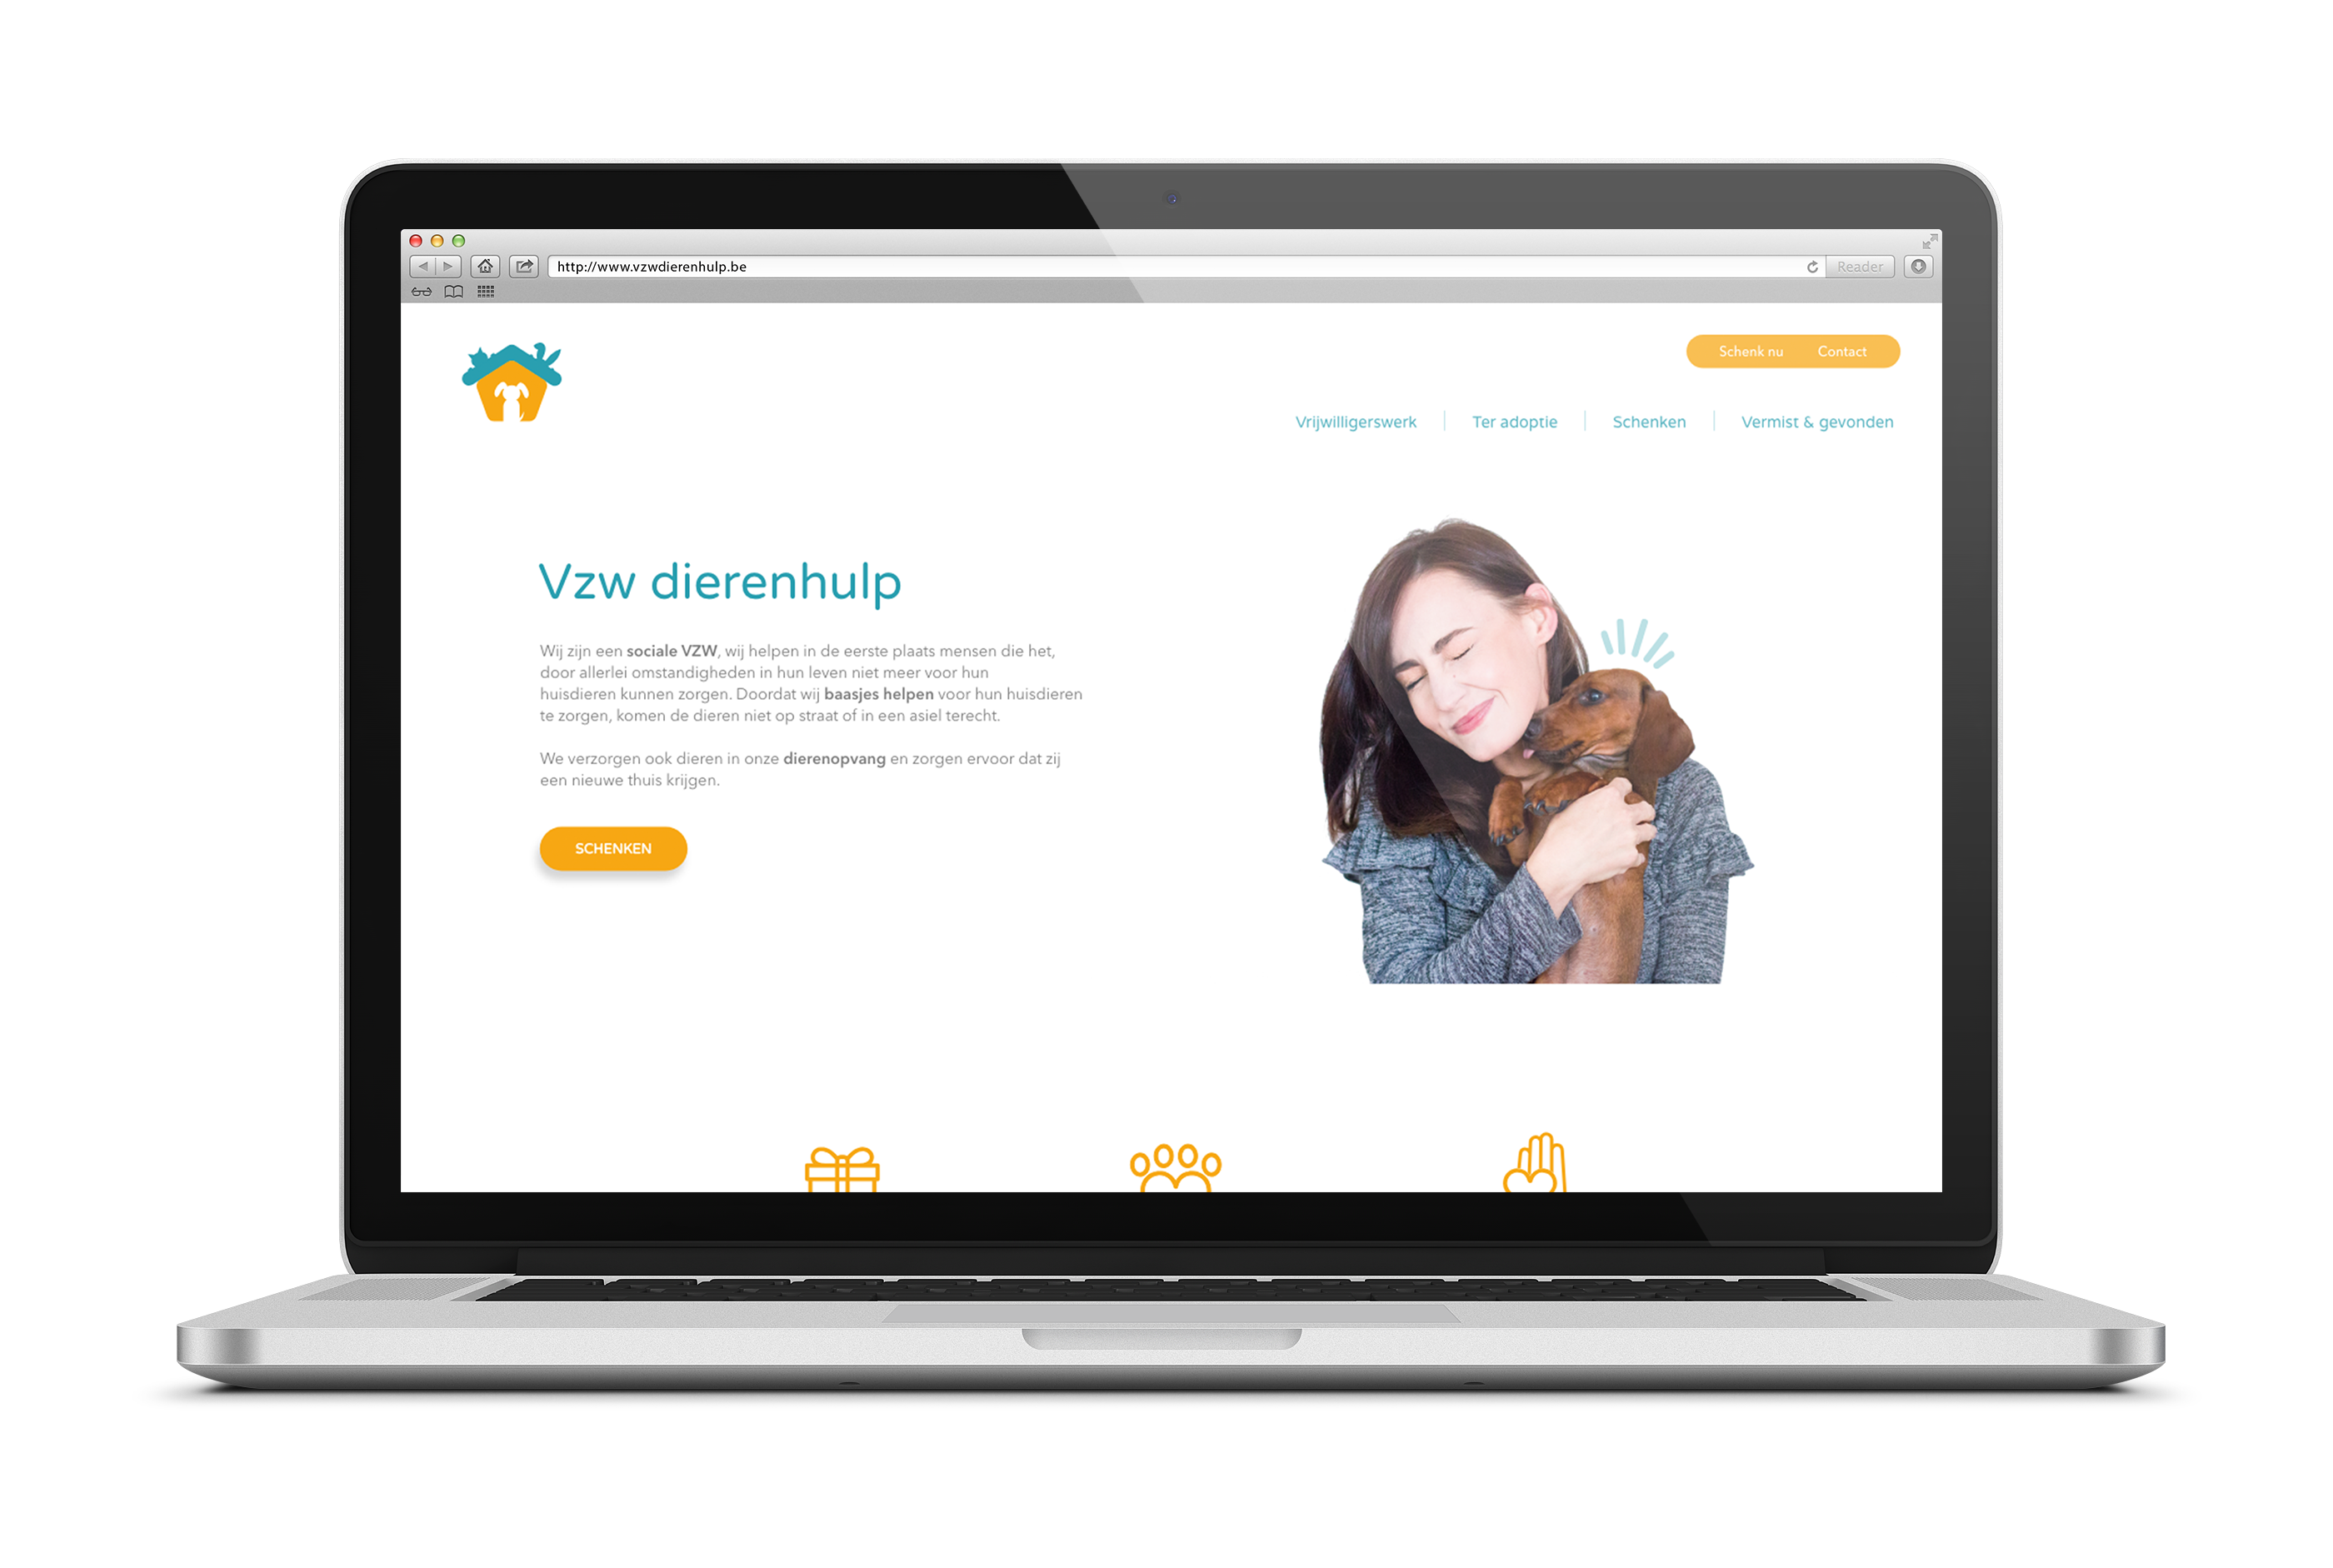 http://www.vzwdierenhulp.be
Reader
Schenk nu Contact
Vrijwilligerswerk Ter adoptie Schenken Vermist & gevonden
Vzw dierenhulp
Wij zijn een sociale VZW, wij helpen in de eerste plaats mensen die het,
door allerlei omstandigheden in hun leven niet meer voor hun
huisdieren kunnen zorgen. Doordat wij baasjes helpen voor hun huisdieren
te zorgen, komen de dieren niet op straat of in een asiel terecht.
We verzorgen ook dieren in onze dierenopvang en zorgen ervoor dat zij
een nieuwe thuis krijgen.
SCHENKEN